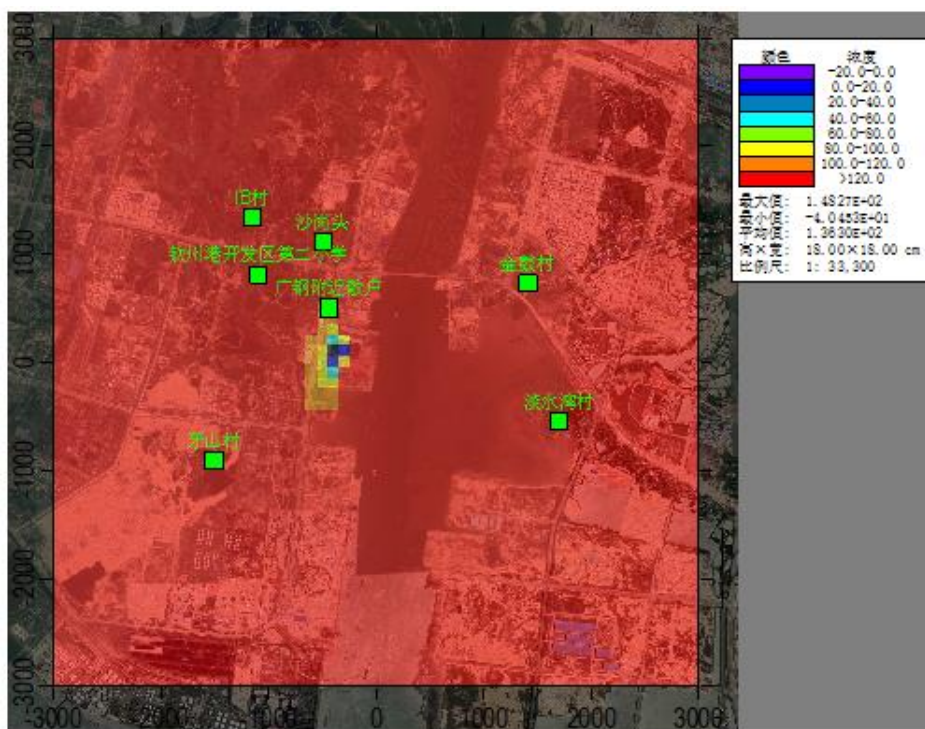 颜色 浓度
-20.0-0.0
0.0-20.0
20.0-40.0
40.0-60.0
60.0-80.0
80.0-100.0
100.0-120.0
>120.0
最大值: 1.4827E+02
最小值: -4.0453E+01
平均值: 1.3630E+02
高×宽: 18.00×18.00 cm
比例尺: 1: 33,300
3000
2000
1000
0
-1000
-2000
-3000
旧村
沙岗头
钦州港开发区第二小学
广钢附近散户
金鼓村
淡水湾村
牙山村
-3000 -2000 -1000 0 1000 2000 3000